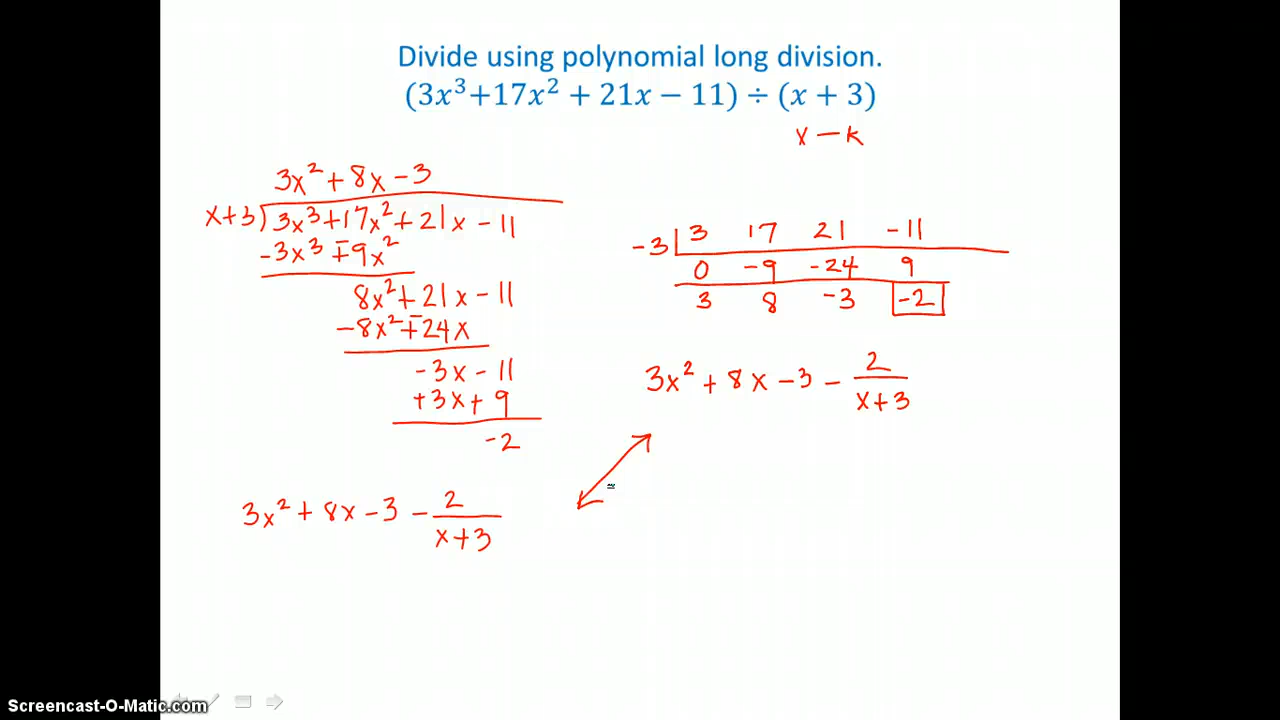 Divide using polynomial long division.
(3x³+17x² + 21x − 11) ÷ (x + 3)
x − k
3x² + 8x − 3
x+3 ) 3x³ + 17x² + 21x − 11
−3x³ ∓ 9x²
8x² + 21x − 11
−8x² ∓ 24x
−3x − 11
+3x + 9
−2
3x² + 8x − 3 − 2/(x+3)
−3 | 3 17 21 −11
0 −9 −24 9
3 8 −3 −2
3x² + 8x − 3 − 2/(x+3)
Screencast-O-Matic.com